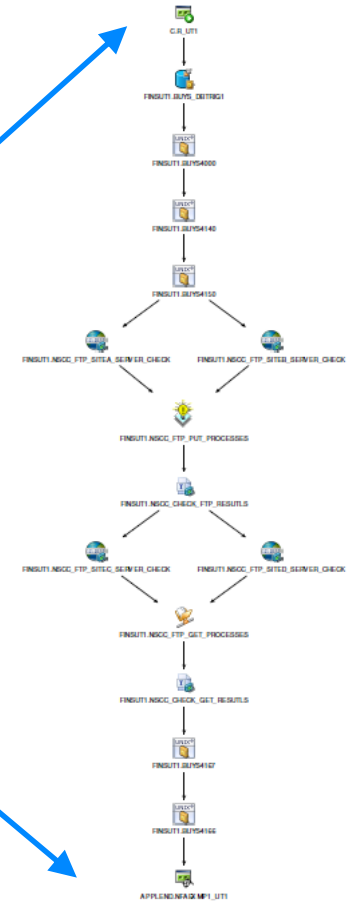 C.R_UT1
FINSUT1.BUYS_DBTRIG1
UNIX
FINSUT1.BUYS4000
UNIX
FINSUT1.BUYS4140
UNIX
FINSUT1.BUYS4150
FINSUT1.NSCC_FTP_SITEA_SERVER_CHECK
FINSUT1.NSCC_FTP_SITEB_SERVER_CHECK
FINSUT1.NSCC_FTP_PUT_PROCESSES
FINSUT1.NSCC_CHECK_FTP_RESUTLS
FINSUT1.NSCC_FTP_SITEC_SERVER_CHECK
FINSUT1.NSCC_FTP_SITED_SERVER_CHECK
FINSUT1.NSCC_FTP_GET_PROCESSES
FINSUT1.NSCC_CHECK_GET_RESUTLS
UNIX
FINSUT1.BUYS4167
UNIX
FINSUT1.BUYS4166